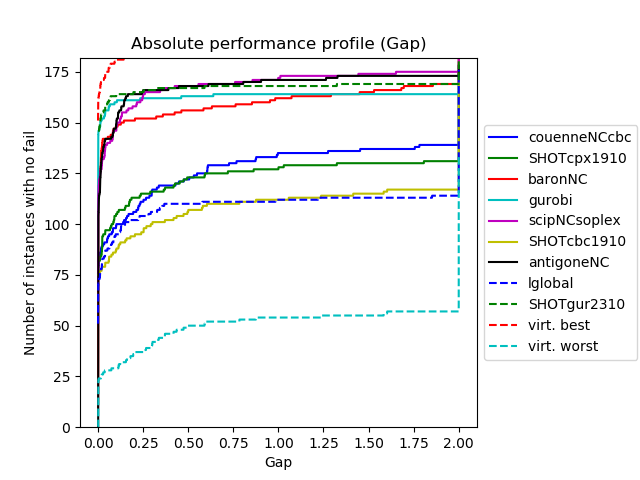 Absolute performance profile (Gap)
Number of instances with no fail
175
150
125
100
75
50
25
0
0.00 0.25 0.50 0.75 1.00 1.25 1.50 1.75 2.00
Gap
couenneNCcbc
SHOTcpx1910
baronNC
gurobi
scipNCsoplex
SHOTcbc1910
antigoneNC
lglobal
SHOTgur2310
virt. best
virt. worst